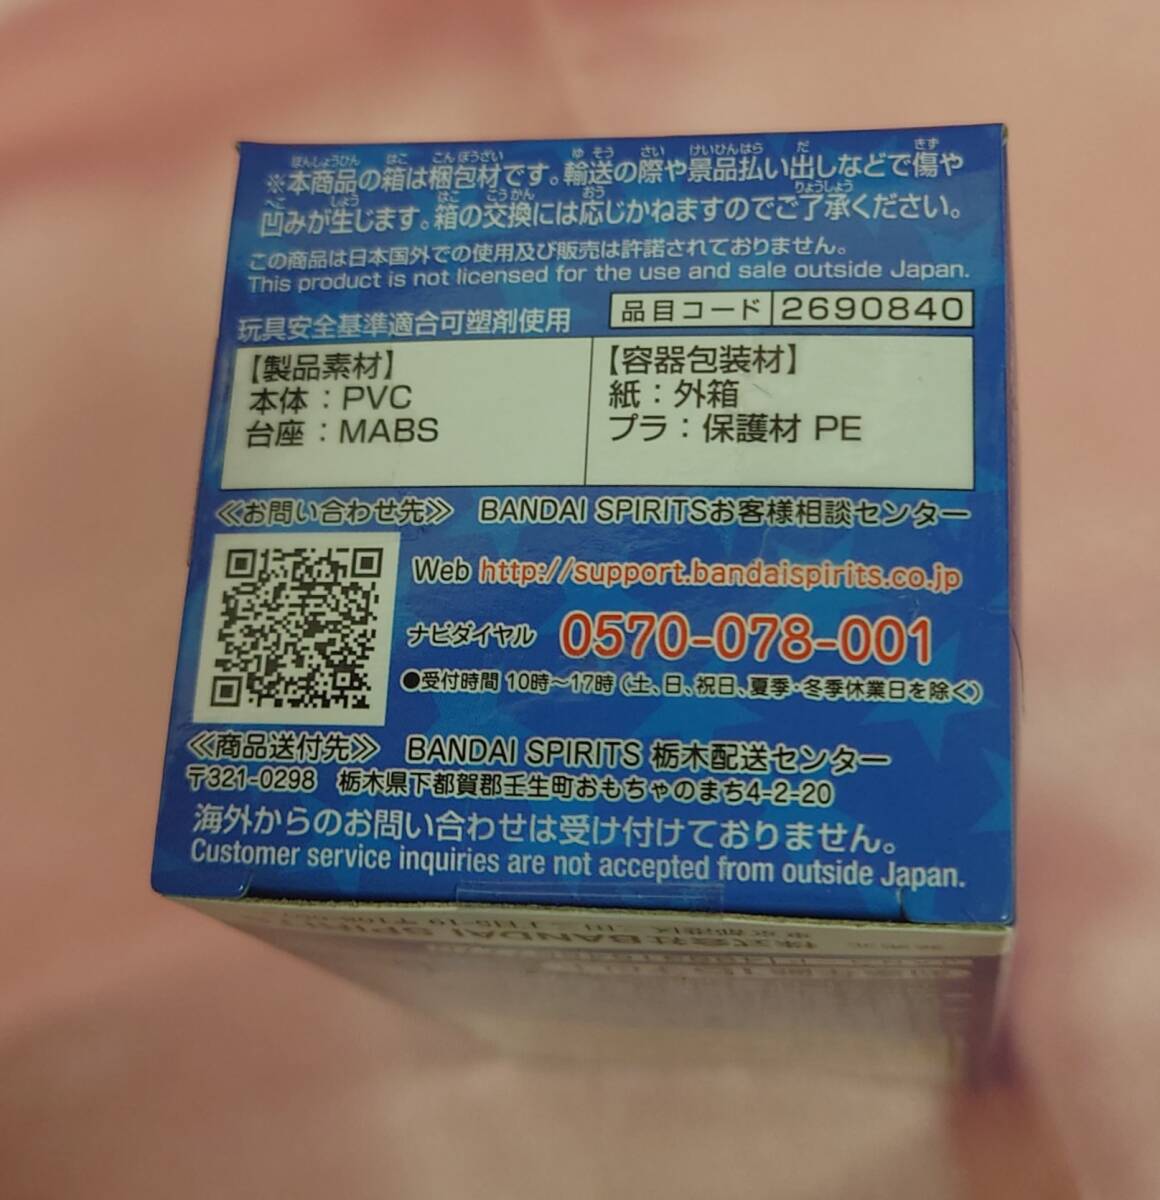 ※本商品の箱は梱包材です。輸送の際や景品払い出しなどで傷や
凹みが生じます。箱の交換には応じかねますのでご了承ください。
この商品は日本国外での使用及び販売は許諾されておりません。
This product is not licensed for the use and sale outside Japan.
玩具安全基準適合可塑剤使用
品目コード 2690840
【製品素材】
本体：PVC
台座：MABS
【容器包装材】
紙：外箱
プラ：保護材 PE
≪お問い合わせ先≫ BANDAI SPIRITSお客様相談センター
Web http://support.bandaispirits.co.jp
ナビダイヤル 0570-078-001
●受付時間 10時～17時（土、日、祝日、夏季・冬季休業日を除く）
≪商品送付先≫ BANDAI SPIRITS 栃木配送センター
〒321-0298 栃木県下都賀郡壬生町おもちゃのまち4-2-20
海外からのお問い合わせは受け付けておりません。
Customer service inquiries are not accepted from outside Japan.
株式会社BANDAI SPIRITS